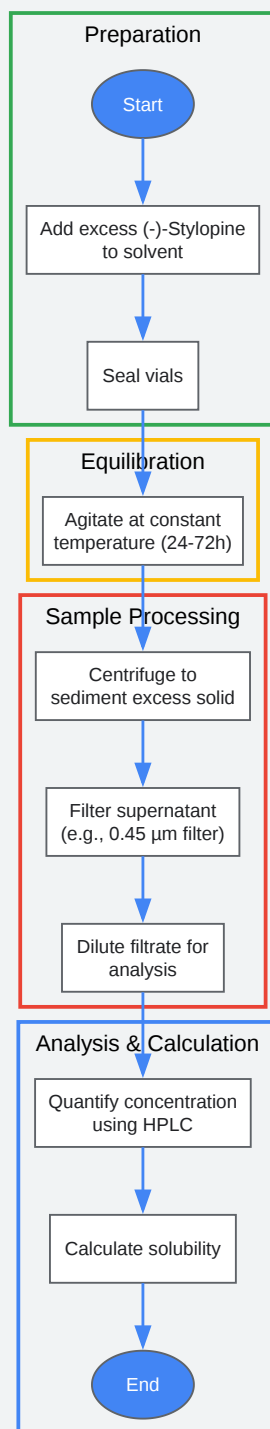 Preparation
Start
Add excess (-)-Stylopine
to solvent
Seal vials
Equilibration
Agitate at constant
temperature (24-72h)
Sample Processing
Centrifuge to
sediment excess solid
Filter supernatant
(e.g., 0.45 µm filter)
Dilute filtrate for
analysis
Analysis & Calculation
Quantify concentration
using HPLC
Calculate solubility
End